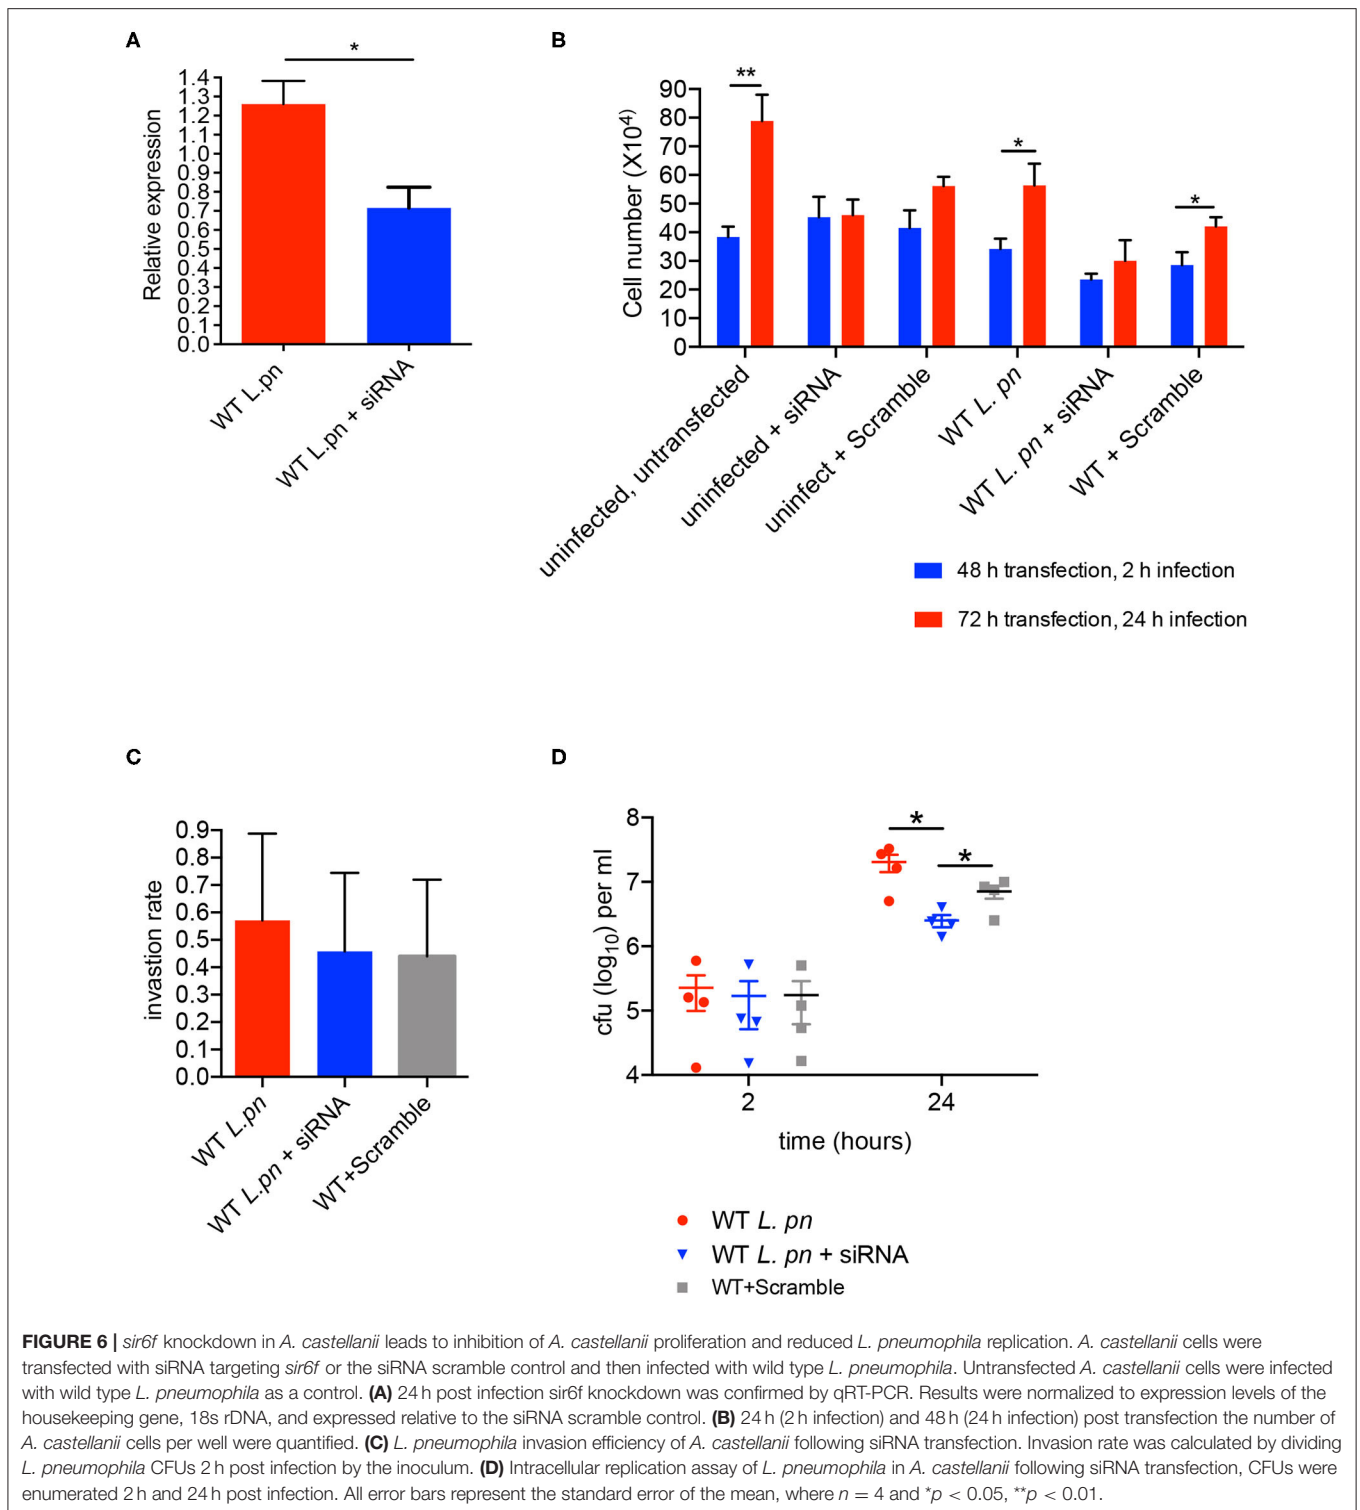 A
*
1.4
1.3
1.2
1.1
1.0
0.9
0.8
0.7
0.6
0.5
0.4
0.3
0.2
0.1
0.0
Relative expression
WT L.pn
WT L.pn + siRNA
B
**
*
*
90
80
70
60
50
40
30
20
10
0
Cell number (X10⁴)
uninfected, untransfected
uninfected + siRNA
uninfect + Scramble
WT L. pn
WT L. pn + siRNA
WT + Scramble
48 h transfection, 2 h infection
72 h transfection, 24 h infection
C
0.9
0.8
0.7
0.6
0.5
0.4
0.3
0.2
0.1
0.0
invastion rate
WT L.pn
WT L.pn + siRNA
WT+Scramble
D
*
*
8
7
6
5
4
cfu (log₁₀) per ml
2
24
time (hours)
WT L. pn
WT L. pn + siRNA
WT+Scramble
FIGURE 6 | sir6f knockdown in A. castellanii leads to inhibition of A. castellanii proliferation and reduced L. pneumophila replication. A. castellanii cells were
transfected with siRNA targeting sir6f or the siRNA scramble control and then infected with wild type L. pneumophila. Untransfected A. castellanii cells were infected
with wild type L. pneumophila as a control. (A) 24 h post infection sir6f knockdown was confirmed by qRT-PCR. Results were normalized to expression levels of the
housekeeping gene, 18s rDNA, and expressed relative to the siRNA scramble control. (B) 24 h (2 h infection) and 48 h (24 h infection) post transfection the number of
A. castellanii cells per well were quantified. (C) L. pneumophila invasion efficiency of A. castellanii following siRNA transfection. Invasion rate was calculated by dividing
L. pneumophila CFUs 2 h post infection by the inoculum. (D) Intracellular replication assay of L. pneumophila in A. castellanii following siRNA transfection, CFUs were
enumerated 2 h and 24 h post infection. All error bars represent the standard error of the mean, where n = 4 and *p < 0.05, **p < 0.01.